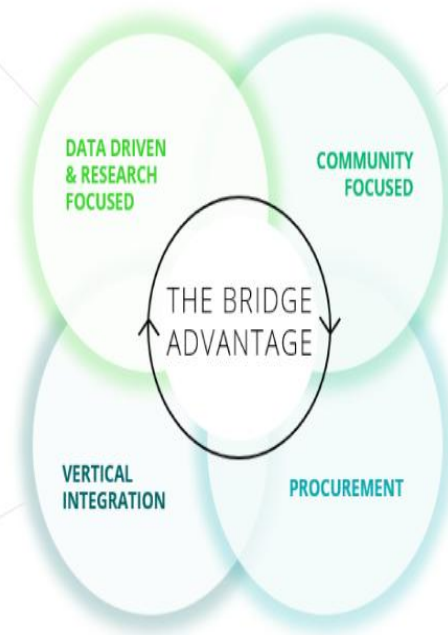 DATA DRIVEN
& RESEARCH
FOCUSED
COMMUNITY
FOCUSED
THE BRIDGE
ADVANTAGE
VERTICAL
INTEGRATION
PROCUREMENT